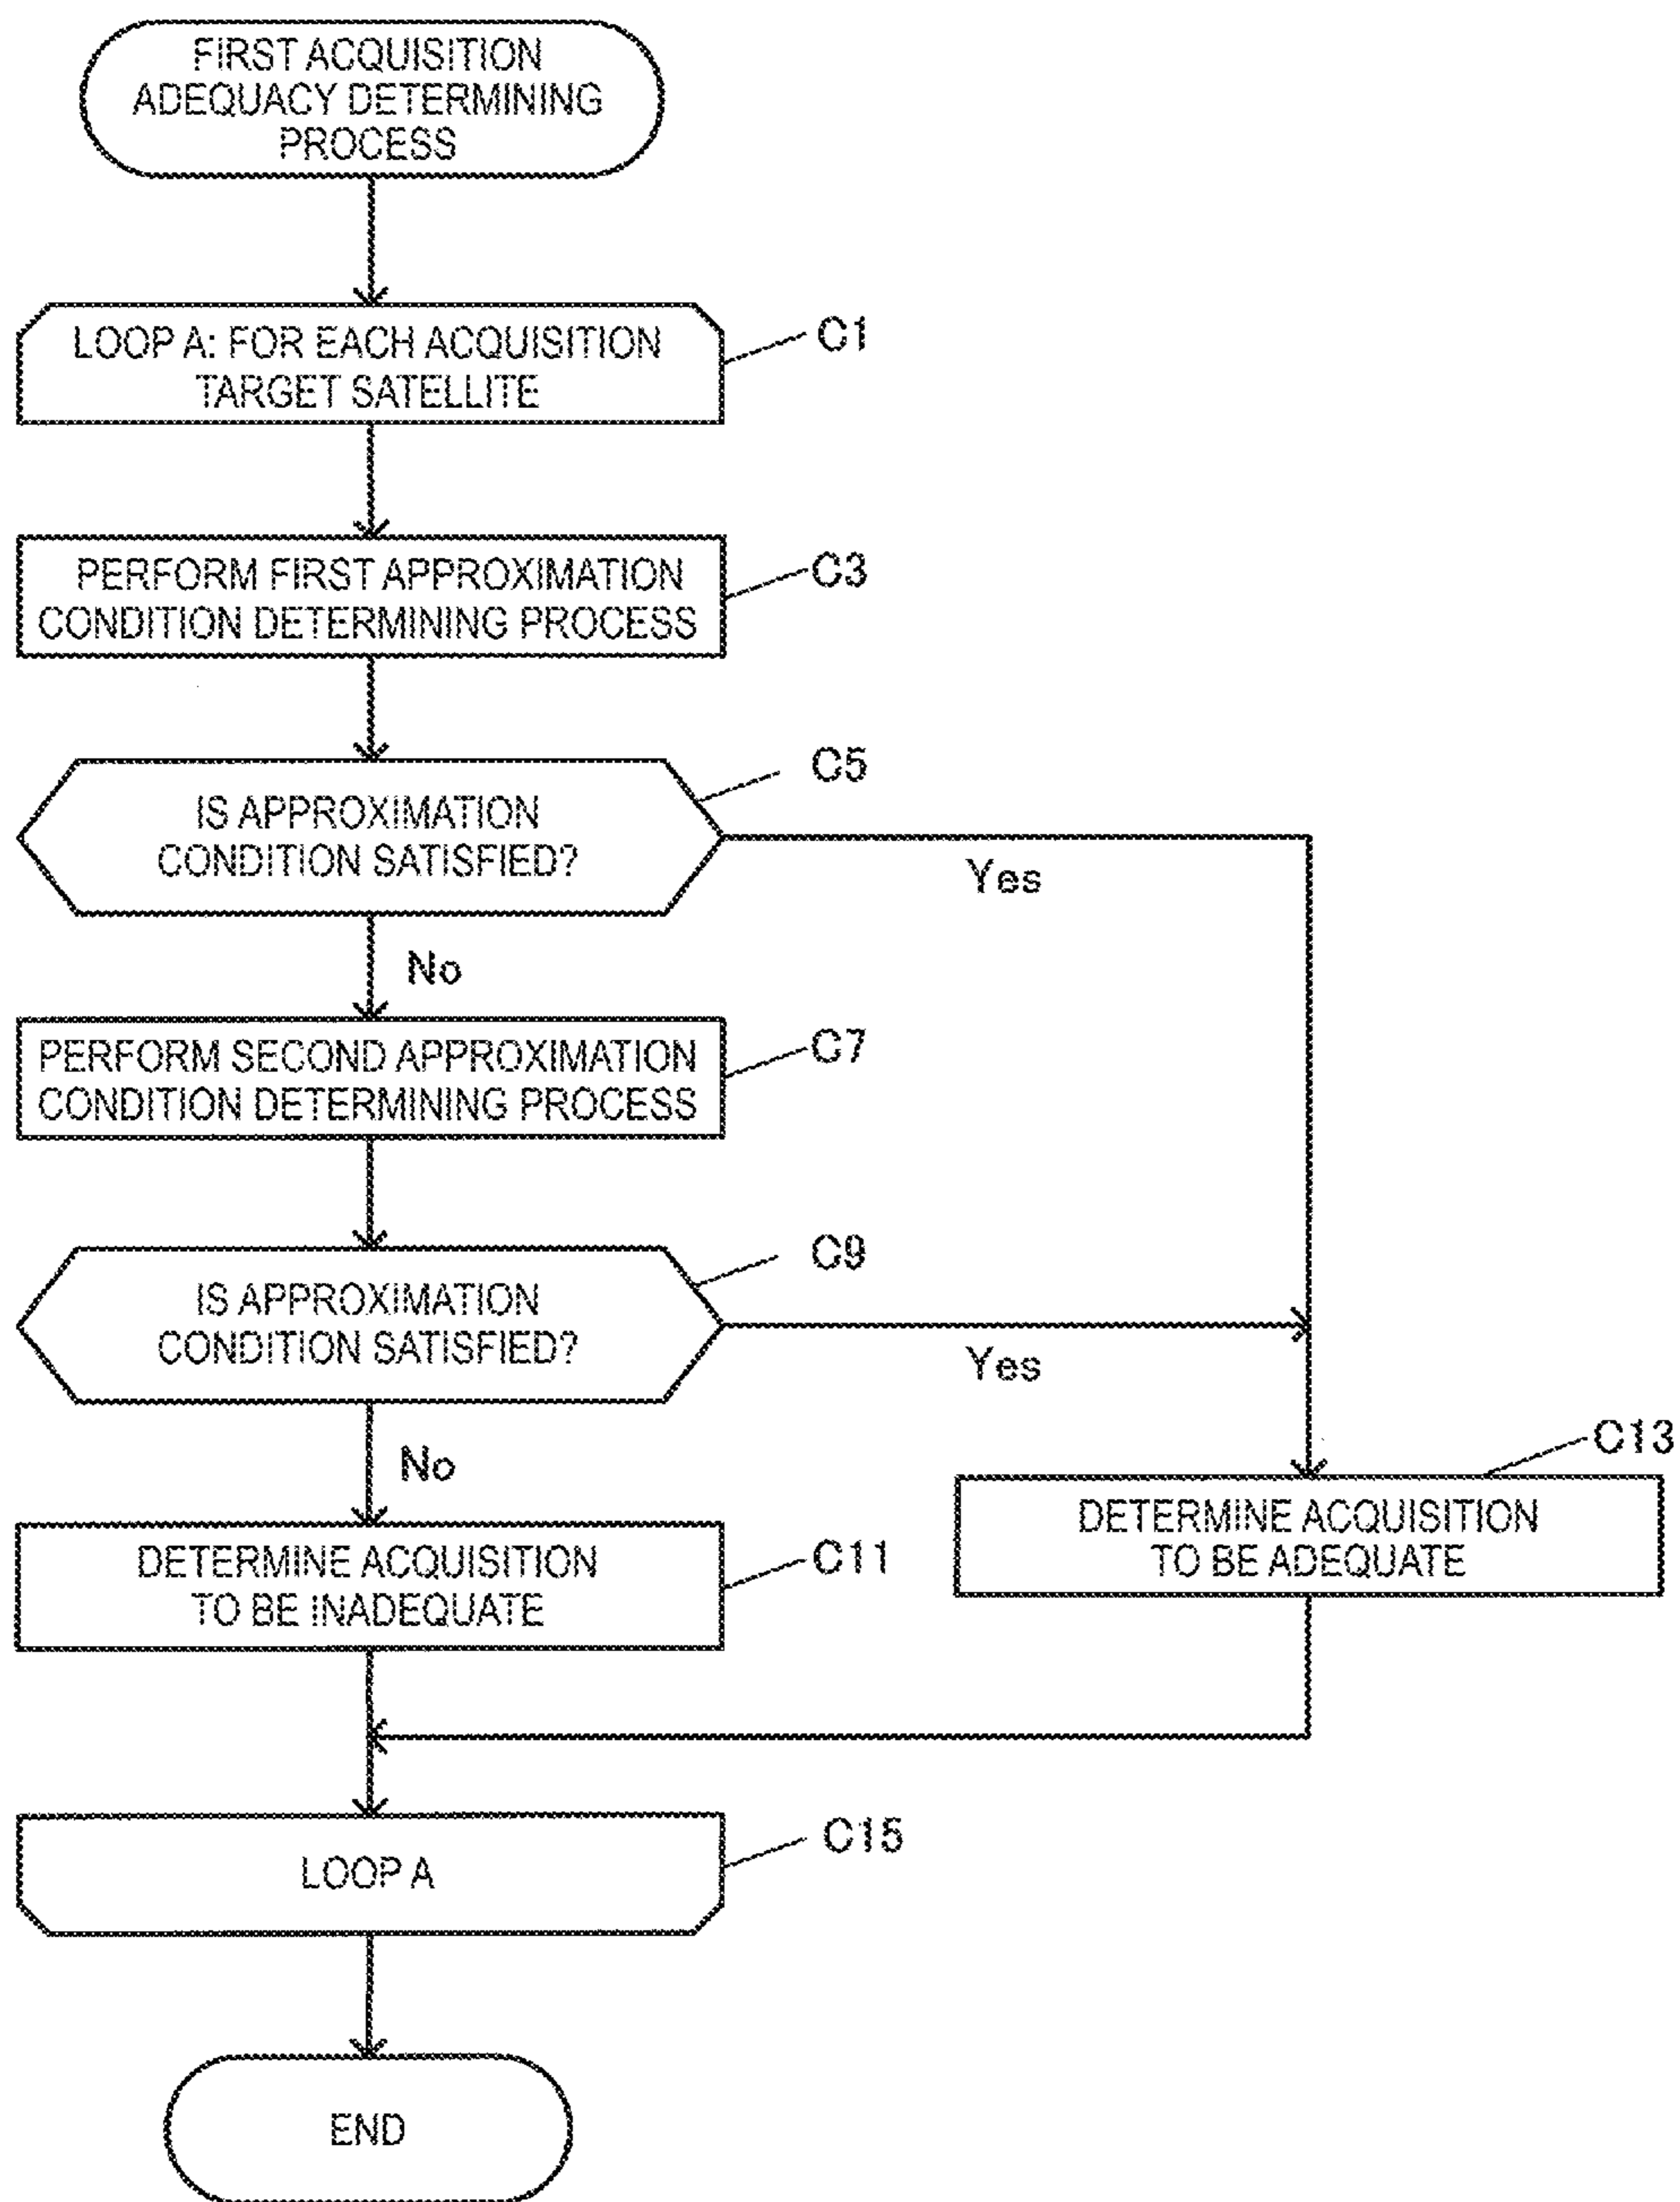 FIRST ACQUISITION
ADEQUACY DETERMINING
PROCESS
LOOP A: FOR EACH ACQUISITION
TARGET SATELLITE
C1
PERFORM FIRST APPROXIMATION
CONDITION DETERMINING PROCESS
C3
IS APPROXIMATION
CONDITION SATISFIED?
C5
Yes
No
PERFORM SECOND APPROXIMATION
CONDITION DETERMINING PROCESS
C7
IS APPROXIMATION
CONDITION SATISFIED?
C9
Yes
No
DETERMINE ACQUISITION
TO BE INADEQUATE
C11
DETERMINE ACQUISITION
TO BE ADEQUATE
C13
LOOP A
C15
END